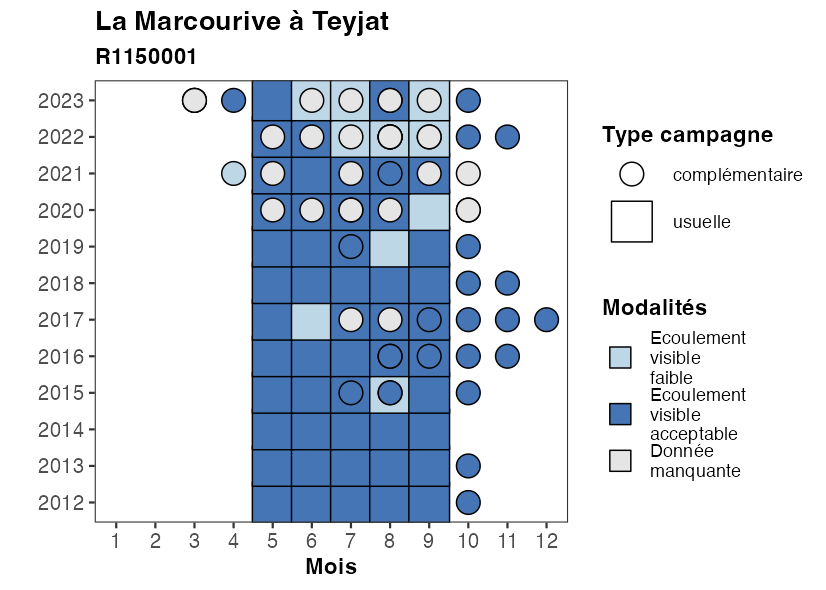 La Marcourive à Teyjat
R1150001
2023
2022
2021
2020
2019
2018
2017
2016
2015
2014
2013
2012
1 2 3 4 5 6 7 8 9 10 11 12
Mois
Type campagne
complémentaire
usuelle
Modalités
Ecoulement
visible
faible
Ecoulement
visible
acceptable
Donnée
manquante